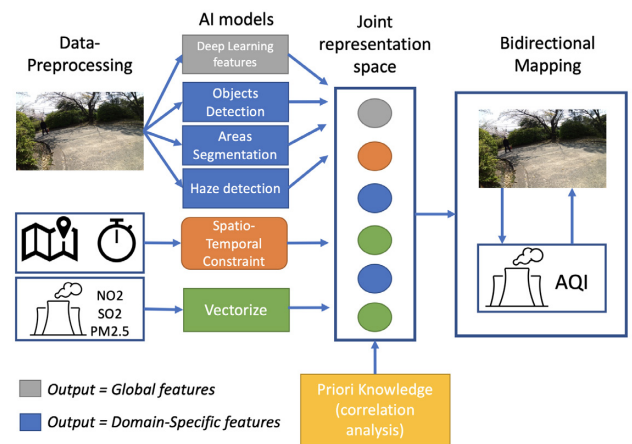 Data-
Preprocessing
AI models
Joint
representation
space
Bidirectional
Mapping
Deep Learning
features
Objects
Detection
Areas
Segmentation
Haze detection
Spatio-
Temporal
Constraint
NO2
SO2
PM2.5
Vectorize
AQI
Priori Knowledge
(correlation
analysis)
Output = Global features
Output = Domain-Specific features